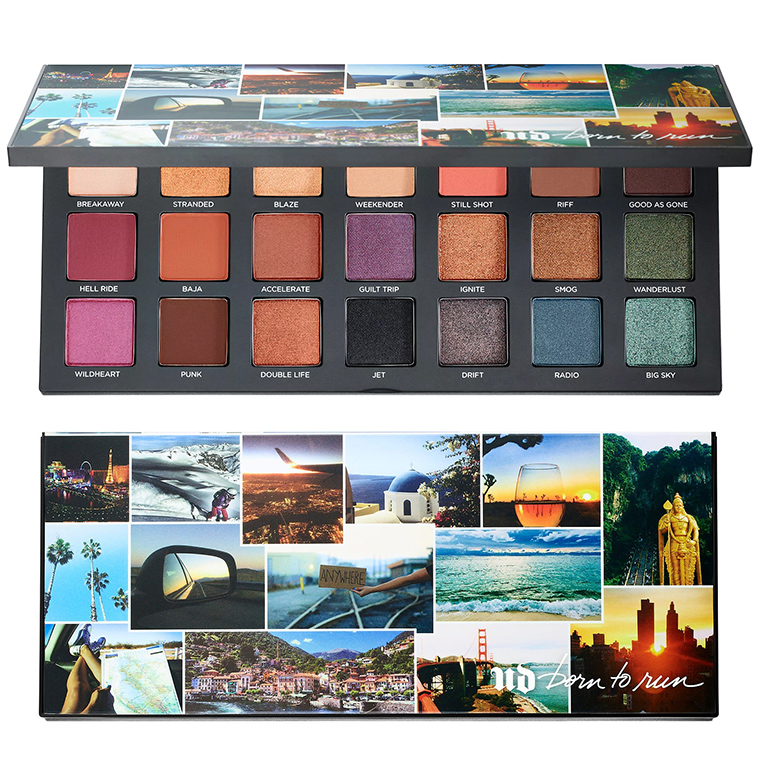 UD born to run
BREAKAWAY STRANDED BLAZE WEEKENDER STILL SHOT RIFF GOOD AS GONE
HELL RIDE BAJA ACCELERATE GUILT TRIP IGNITE SMOG WANDERLUST
WILDHEART PUNK DOUBLE LIFE JET DRIFT RADIO BIG SKY
ANYWHERE
UD born to run